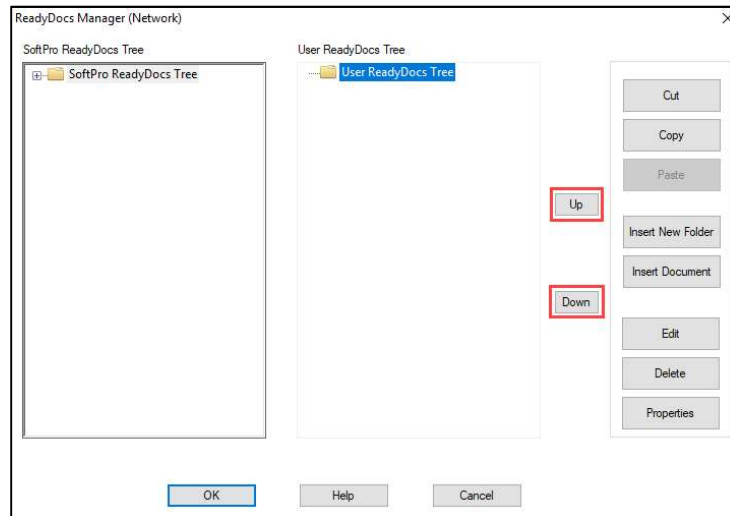 ReadyDocs Manager (Network)
SoftPro ReadyDocs Tree
SoftPro ReadyDocs Tree
User ReadyDocs Tree
User ReadyDocs Tree
Up
Down
Cut
Copy
Paste
Insert New Folder
Insert Document
Edit
Delete
Properties
OK
Help
Cancel